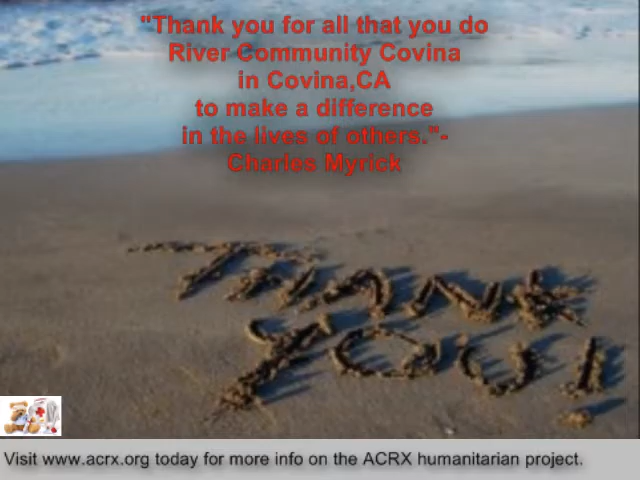 "Thank you for all that you do
River Community Covina
in Covina,CA
to make a difference
in the lives of others."-
Charles Myrick
THANK
YOU!
Visit www.acrx.org today for more info on the ACRX humanitarian project.